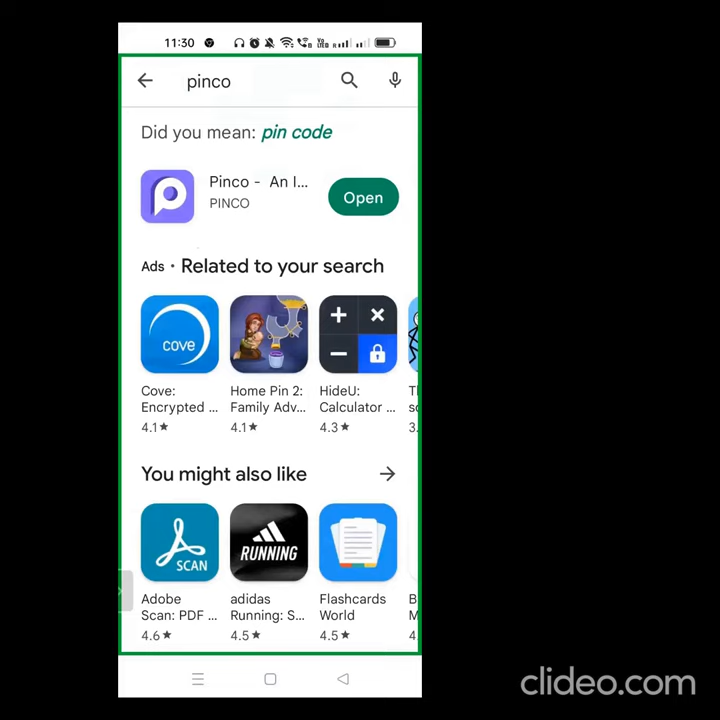 11:30
pinco
Did you mean: pin code
Pinco - An I...
PINCO
Open
Ads • Related to your search
cove
Cove:
Encrypted ...
4.1★
Home Pin 2:
Family Adv...
4.1★
HideU:
Calculator ...
4.3★
You might also like
SCAN
Adobe
Scan: PDF ...
4.6★
RUNNING
adidas
Running: S...
4.5★
Flashcards
World
4.5★
clideo.com